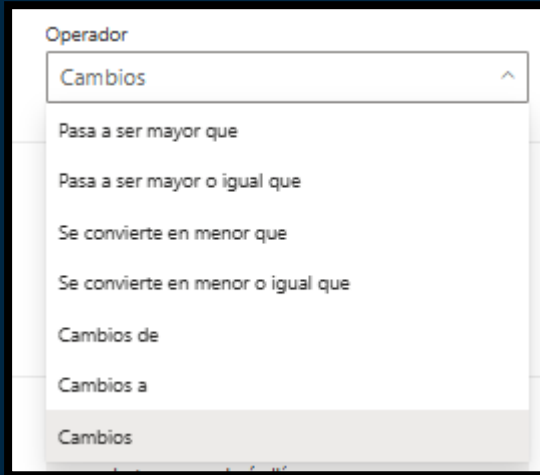 Operador
Cambios
Pasa a ser mayor que
Pasa a ser mayor o igual que
Se convierte en menor que
Se convierte en menor o igual que
Cambios de
Cambios a
Cambios